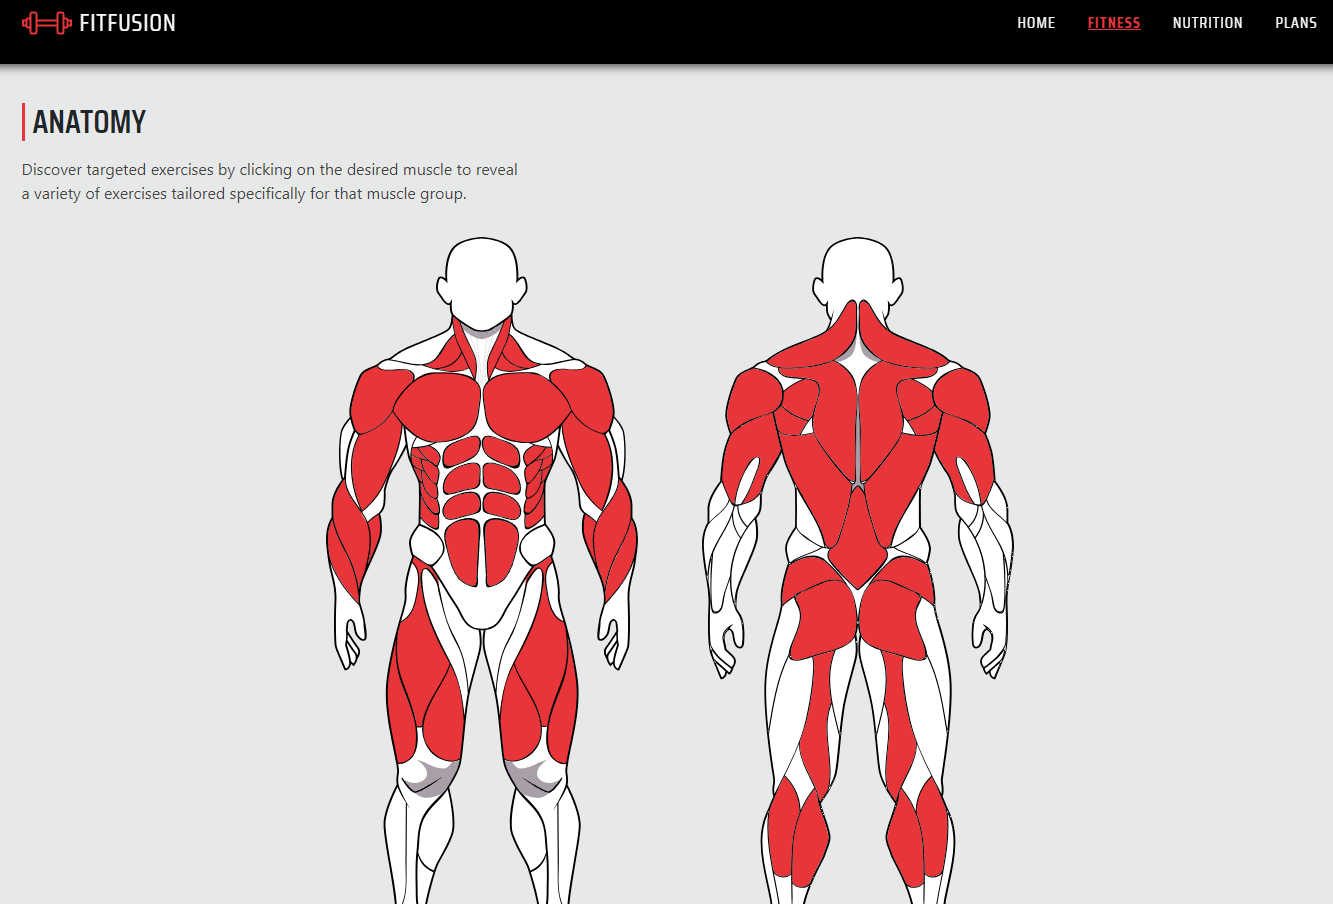 FITFUSION
HOME FITNESS NUTRITION PLANS
ANATOMY
Discover targeted exercises by clicking on the desired muscle to reveal
a variety of exercises tailored specifically for that muscle group.